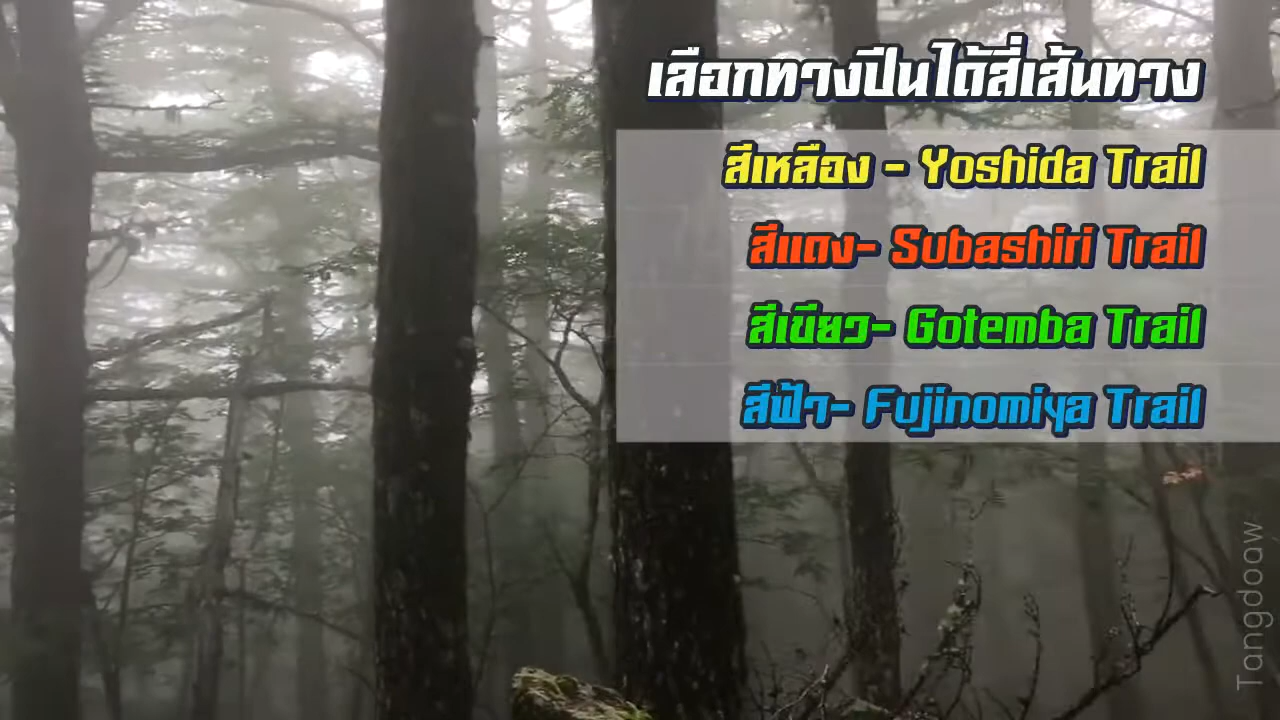 เลือกทางปีนได้สี่เส้นทาง
สีเหลือง - Yoshida Trail
สีแดง- Subashiri Trail
สีเขียว- Gotemba Trail
สีฟ้า- Fujinomiya Trail
Tangdoaw